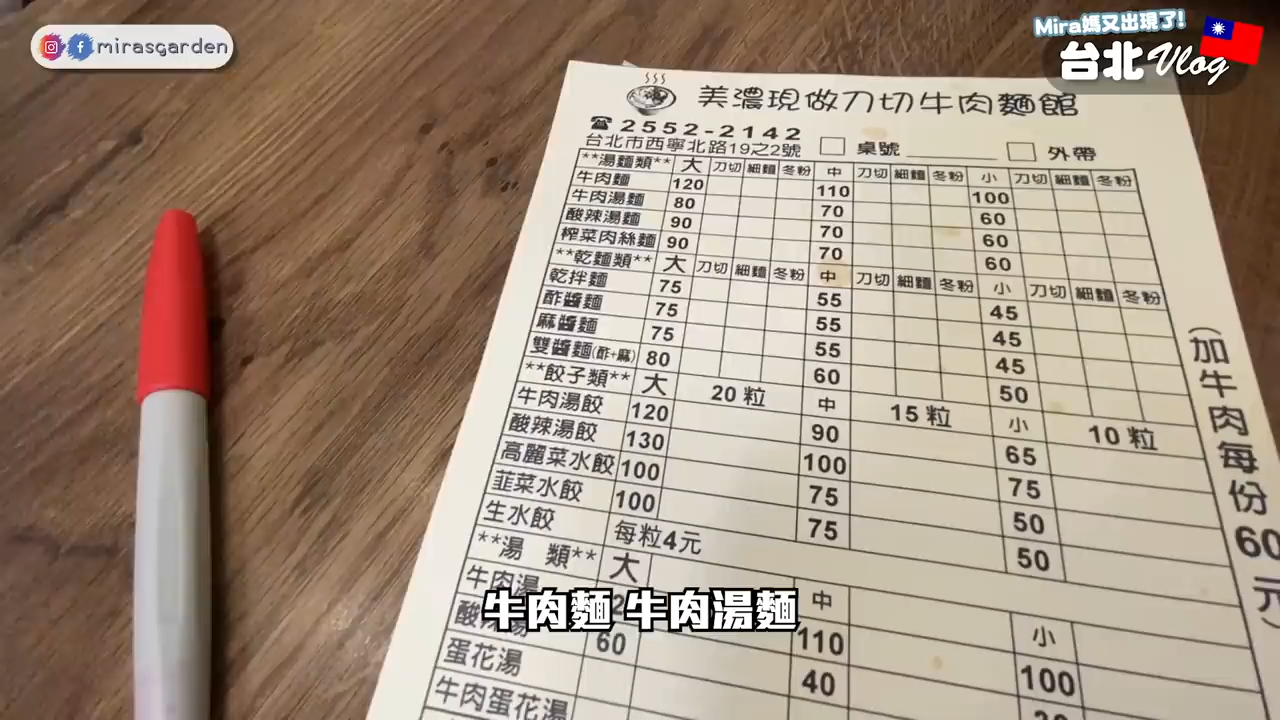 mirasgarden
Mira媽又出現了!
台北 Vlog
美濃現做刀切牛肉麵館
☎2552-2142
台北市西寧北路19之2號 □ 桌號 ______ □ 外帶
**湯麵類** 大 刀切 細麵 冬粉 中 刀切 細麵 冬粉 小 刀切 細麵 冬粉
牛肉麵 120 110 100
牛肉湯麵 80 70 60
酸辣湯麵 90 70 60
榨菜肉絲麵 90 70 60
**乾麵類** 大 刀切 細麵 冬粉 中 刀切 細麵 冬粉 小 刀切 細麵 冬粉
乾拌麵 75 55 45
酢醬麵 75 55 45
麻醬麵 75 55 45
雙醬麵(酢+麻) 80 60 50
**餃子類** 大 20粒 中 15粒 小 10粒
牛肉湯餃 120 90 65
酸辣湯餃 130 100 75
高麗菜水餃 100 75 50
韮菜水餃 100 75 50
生水餃 每粒4元
**湯 類** 大 中 小
牛肉湯 110 100
酸辣湯 60 40
蛋花湯
牛肉蛋花湯
(加牛肉每份60元)
牛肉麵 牛肉湯麵